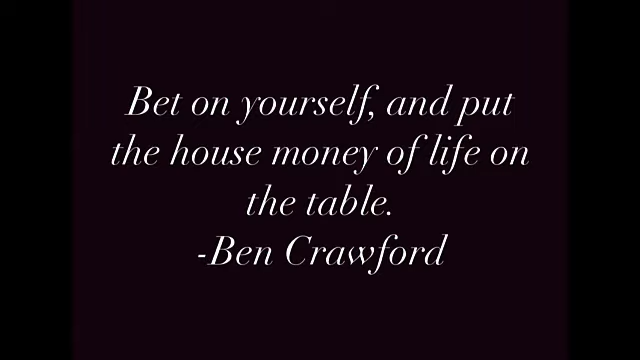 Bet on yourself, and put
the house money of life on
the table.
-Ben Crawford